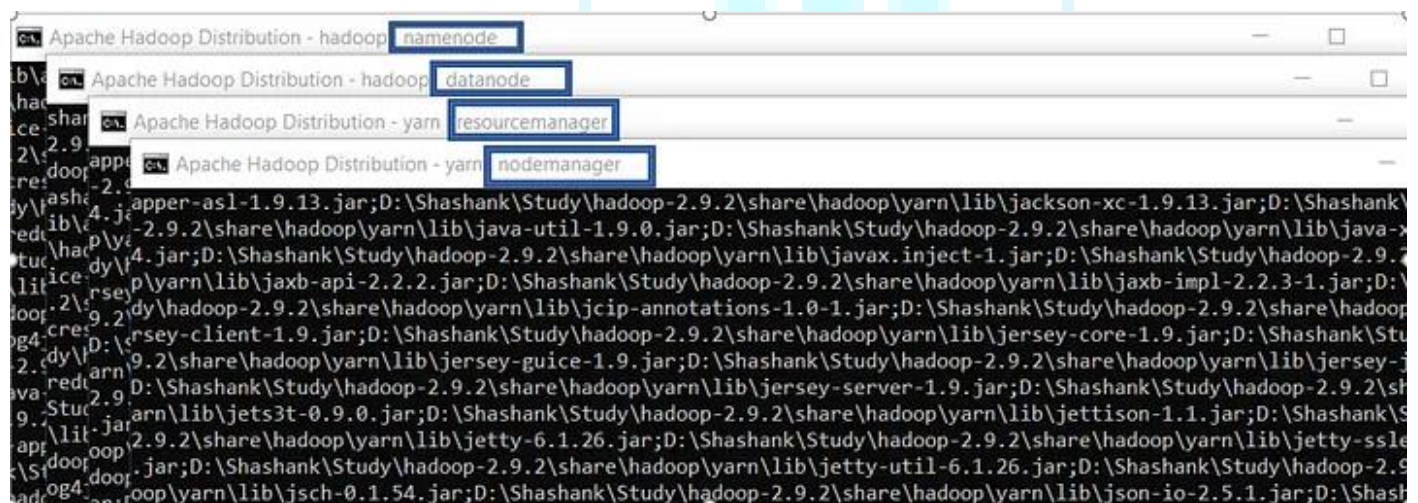 Apache Hadoop Distribution - hadoop namenode
Apache Hadoop Distribution - hadoop datanode
Apache Hadoop Distribution - yarn resourcemanager
Apache Hadoop Distribution - yarn nodemanager
apper-asl-1.9.13.jar;D:\Shashank\Study\hadoop-2.9.2\share\hadoop\yarn\lib\jackson-xc-1.9.13.jar;D:\Shashank\
-2.9.2\share\hadoop\yarn\lib\java-util-1.9.0.jar;D:\Shashank\Study\hadoop-2.9.2\share\hadoop\yarn\lib\java-x
4.jar;D:\Shashank\Study\hadoop-2.9.2\share\hadoop\yarn\lib\javax.inject-1.jar;D:\Shashank\Study\hadoop-2.9.2
p\yarn\lib\jaxb-api-2.2.2.jar;D:\Shashank\Study\hadoop-2.9.2\share\hadoop\yarn\lib\jaxb-impl-2.2.3-1.jar;D:\
dy\hadoop-2.9.2\share\hadoop\yarn\lib\jcip-annotations-1.0-1.jar;D:\Shashank\Study\hadoop-2.9.2\share\hadoop
rsey-client-1.9.jar;D:\Shashank\Study\hadoop-2.9.2\share\hadoop\yarn\lib\jersey-core-1.9.jar;D:\Shashank\Stu
9.2\share\hadoop\yarn\lib\jersey-guice-1.9.jar;D:\Shashank\Study\hadoop-2.9.2\share\hadoop\yarn\lib\jersey-j
D:\Shashank\Study\hadoop-2.9.2\share\hadoop\yarn\lib\jersey-server-1.9.jar;D:\Shashank\Study\hadoop-2.9.2\sh
arn\lib\jets3t-0.9.0.jar;D:\Shashank\Study\hadoop-2.9.2\share\hadoop\yarn\lib\jettison-1.1.jar;D:\Shashank\S
2.9.2\share\hadoop\yarn\lib\jetty-6.1.26.jar;D:\Shashank\Study\hadoop-2.9.2\share\hadoop\yarn\lib\jetty-ssle
.jar;D:\Shashank\Study\hadoop-2.9.2\share\hadoop\yarn\lib\jetty-util-6.1.26.jar;D:\Shashank\Study\hadoop-2.9
oop\yarn\lib\jsch-0.1.54.jar;D:\Shashank\Study\hadoop-2.9.2\share\hadoop\yarn\lib\json-io-2.5.1.jar;D:\Shash